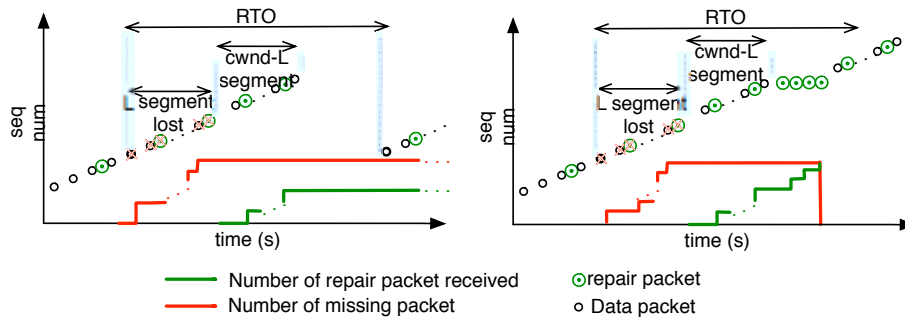 RTO
cwnd-L
segment
L segment
lost
seq
num
time (s)
RTO
cwnd-L
segment
L segment
lost
seq
num
time (s)
Number of repair packet received
Number of missing packet
repair packet
Data packet